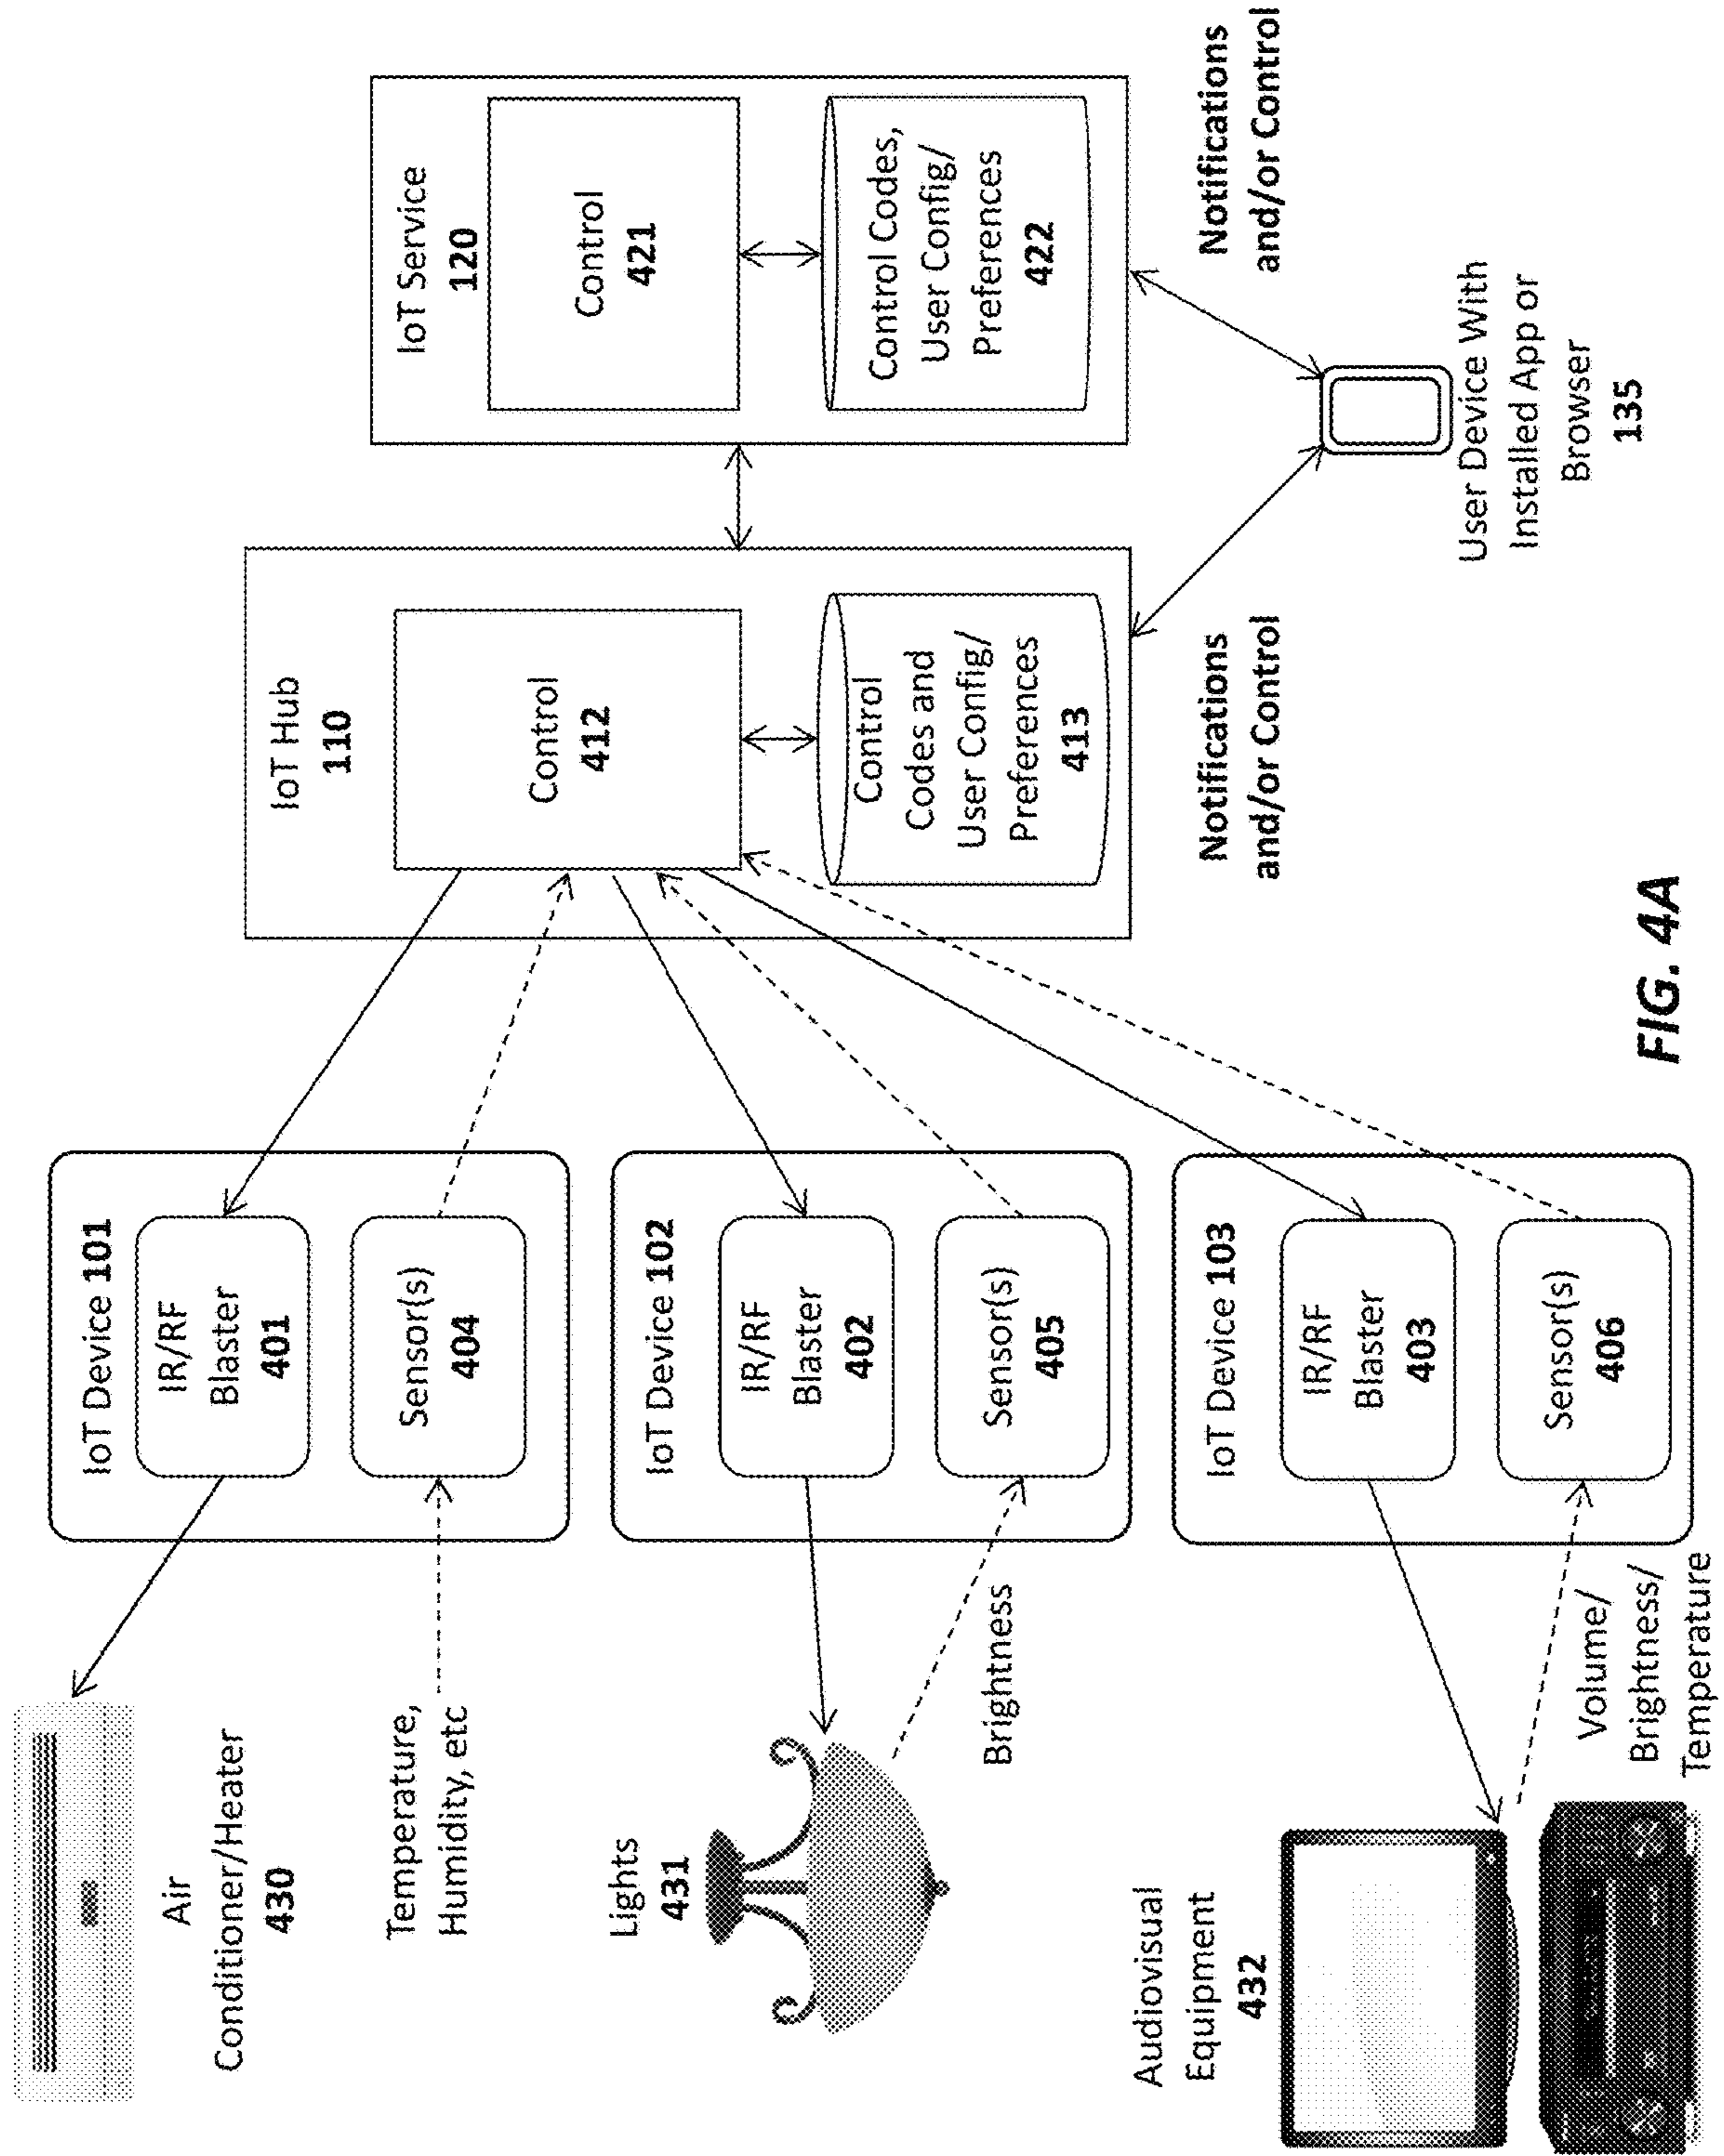 Air
Conditioner/Heater
430
Temperature,
Humidity, etc
Lights
431
Brightness
Audiovisual
Equipment
432
Volume/
Brightness/
Temperature
IoT Device 101
IR/RF
Blaster
401
Sensor(s)
404
IoT Device 102
IR/RF
Blaster
402
Sensor(s)
405
IoT Device 103
IR/RF
Blaster
403
Sensor(s)
406
IoT Hub
110
Control
412
Control
Codes and
User Config/
Preferences
413
Notifications
and/or Control
IoT Service
120
Control
421
Control Codes,
User Config/
Preferences
422
Notifications
and/or Control
User Device With
Installed App or
Browser
135
FIG. 4A